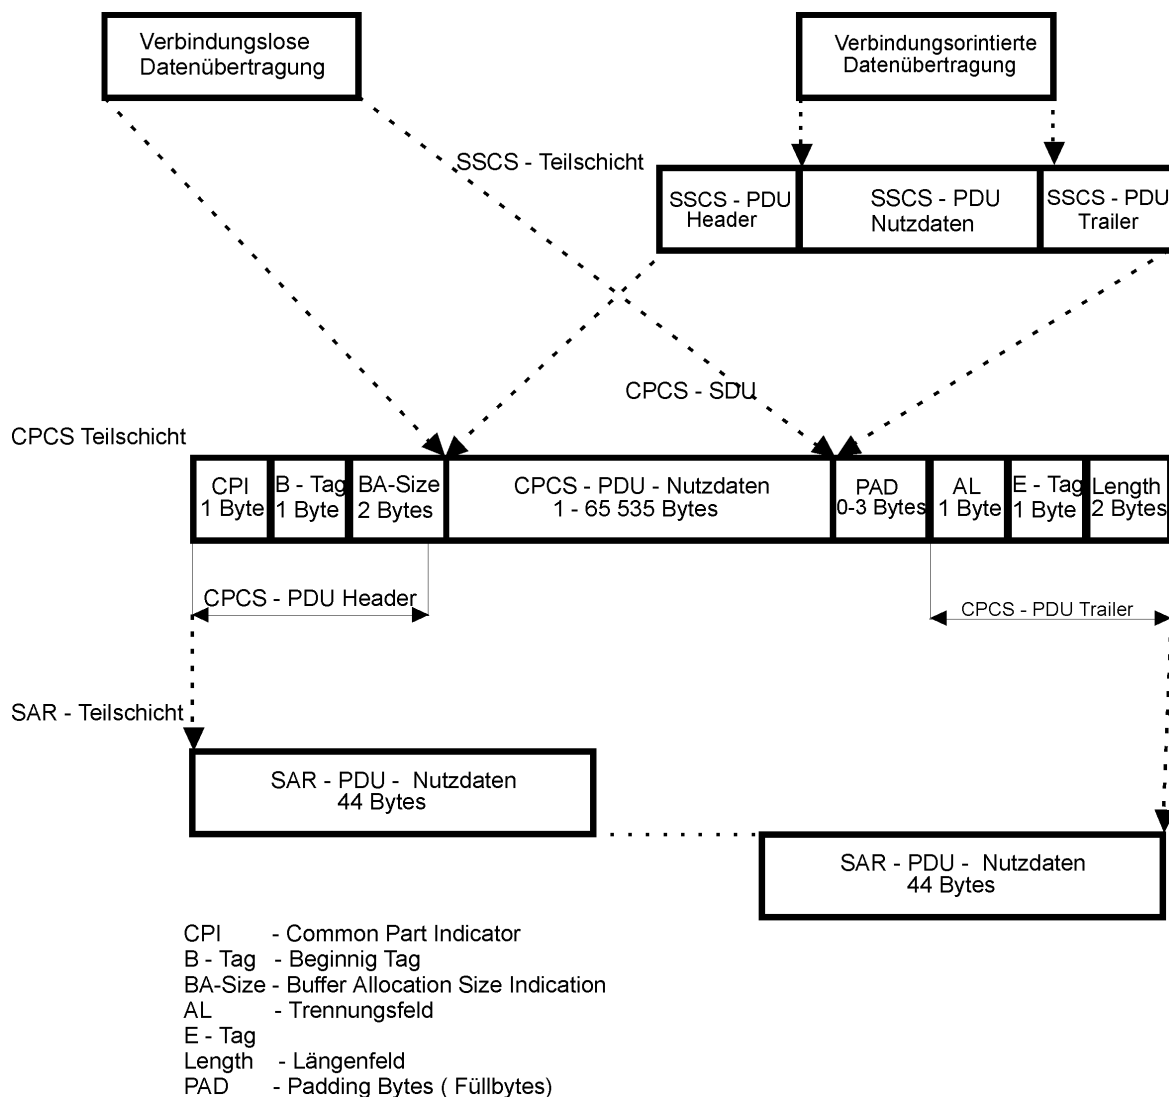 Verbindungslose
Datenübertragung
Verbindungsorintierte
Datenübertragung
SSCS - Teilschicht
SSCS - PDU
Header
SSCS - PDU
Nutzdaten
SSCS - PDU
Trailer
CPCS - SDU
CPCS Teilschicht
CPI
1 Byte
B - Tag
1 Byte
BA-Size
2 Bytes
CPCS - PDU - Nutzdaten
1 - 65 535 Bytes
PAD
0-3 Bytes
AL
1 Byte
E - Tag
1 Byte
Length
2 Bytes
CPCS - PDU Header
CPCS - PDU Trailer
SAR - Teilschicht
SAR - PDU - Nutzdaten
44 Bytes
SAR - PDU - Nutzdaten
44 Bytes
CPI - Common Part Indicator
B - Tag - Beginnig Tag
BA-Size - Buffer Allocation Size Indication
AL - Trennungsfeld
E - Tag
Length - Längenfeld
PAD - Padding Bytes ( Füllbytes)